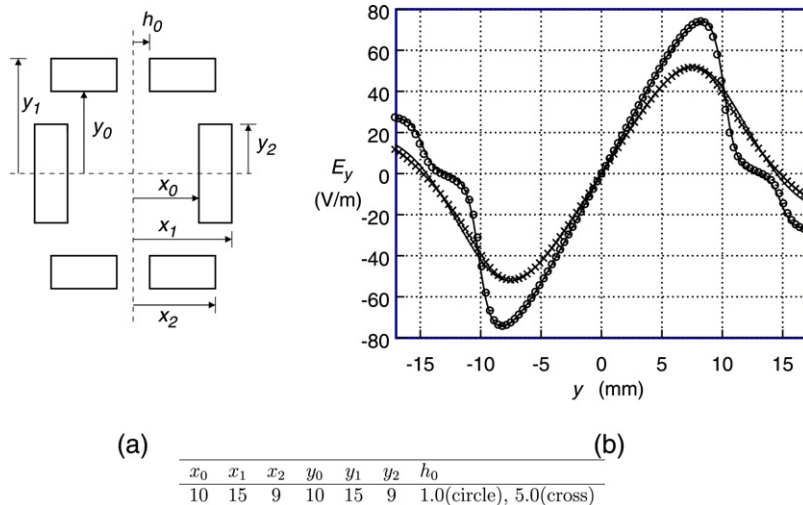 h0
y1
y0
y2
x0
x1
x2
80
60
40
20
0
-20
-40
-60
-80
Ey
(V/m)
-15 -10 -5 0 5 10 15
y (mm)
(a)
(b)
x0 x1 x2 y0 y1 y2 h0
10 15 9 10 15 9 1.0(circle), 5.0(cross)